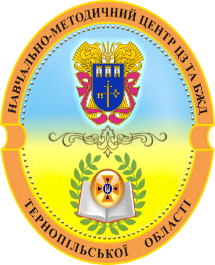 НАВЧАЛЬНО-МЕТОДИЧНИЙ ЦЕНТР ЦЗ ТА БЖД
ТЕРНОПІЛЬСЬКОЇ ОБЛАСТІ